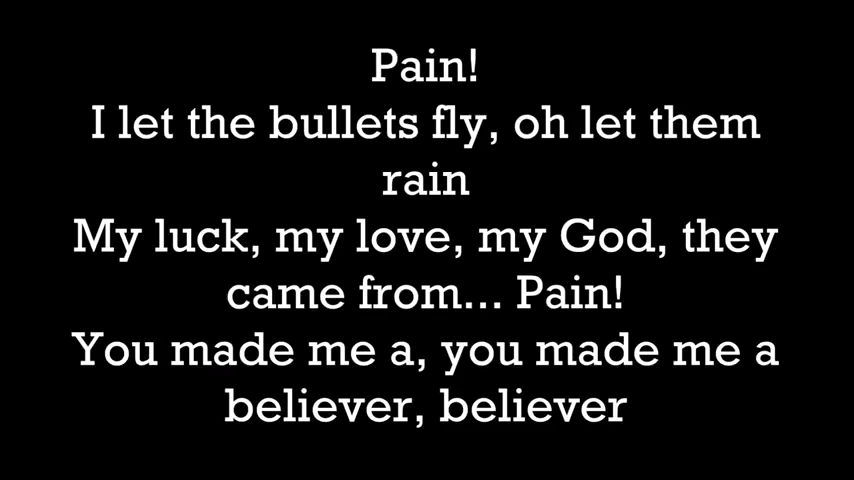 Pain!
I let the bullets fly, oh let them
rain
My luck, my love, my God, they
came from... Pain!
You made me a, you made me a
believer, believer